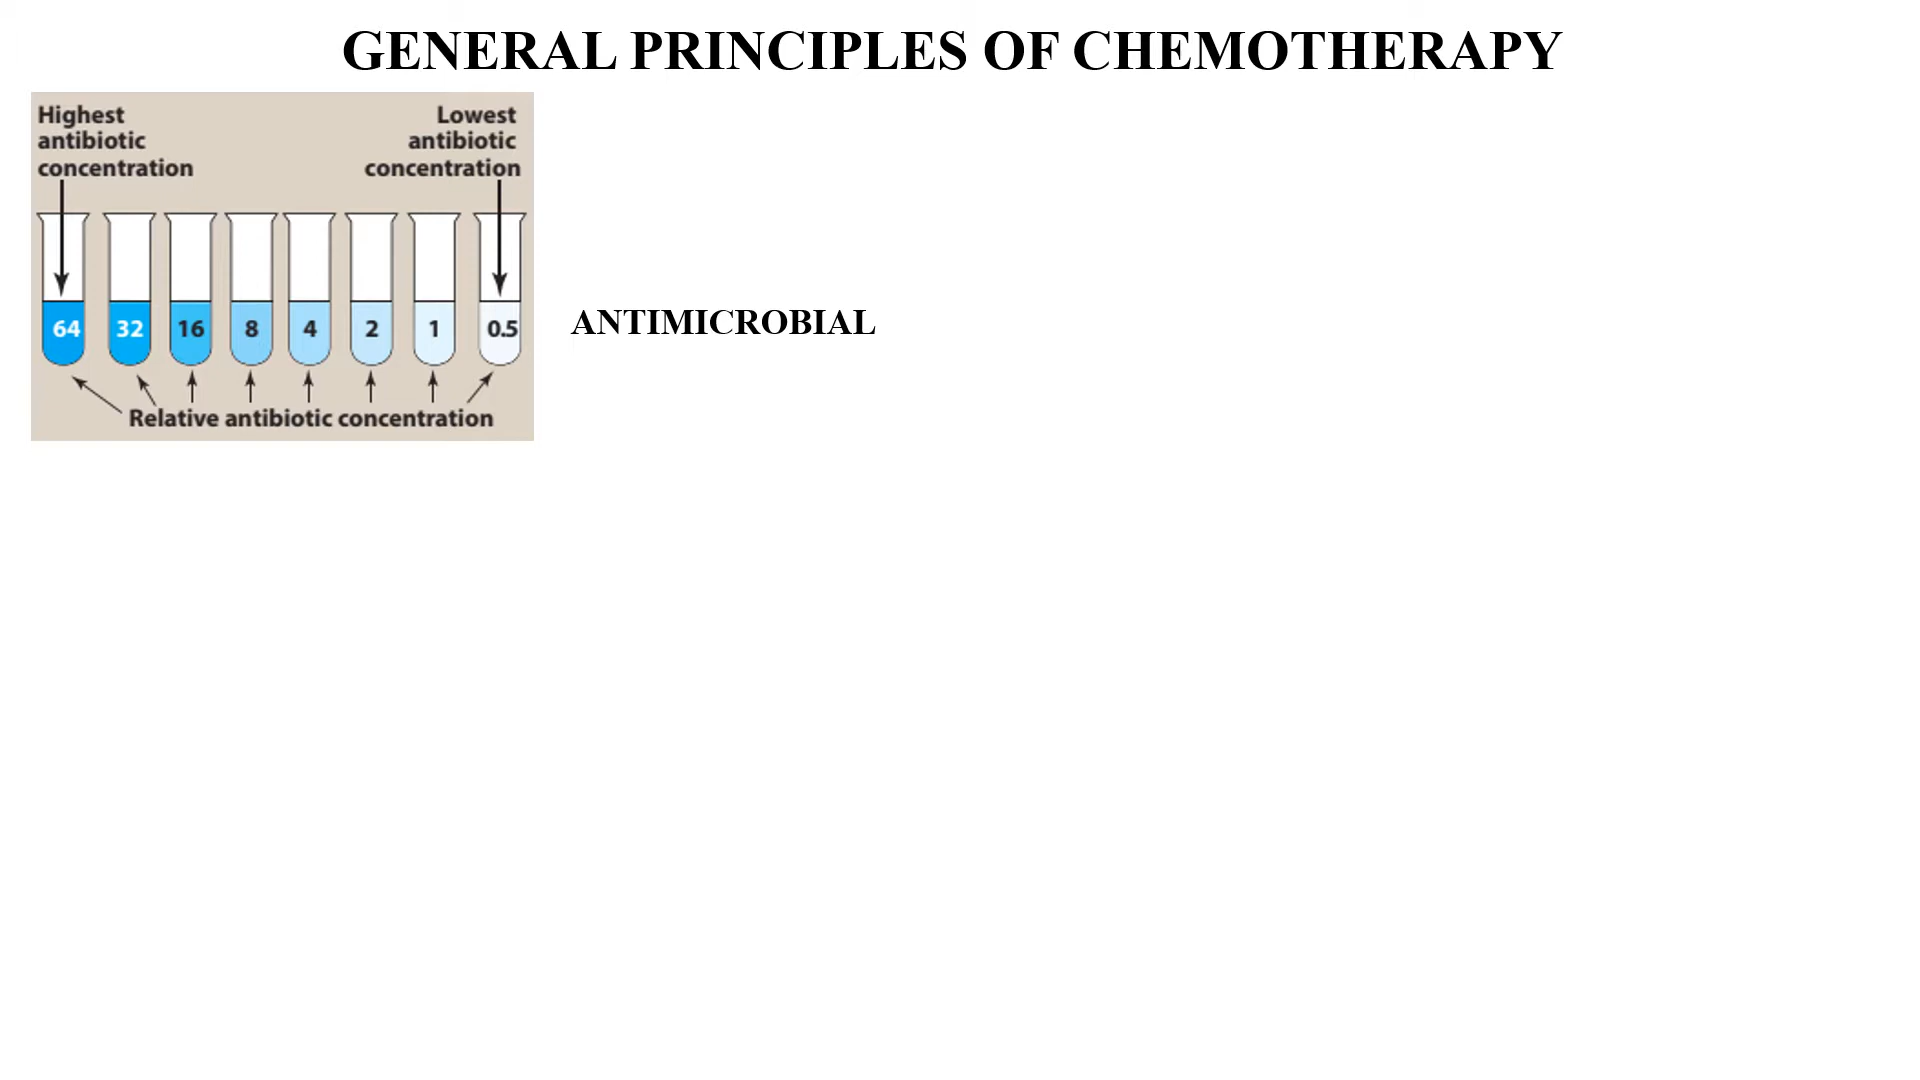 GENERAL PRINCIPLES OF CHEMOTHERAPY
Highest
antibiotic
concentration
Lowest
antibiotic
concentration
64 32 16 8 4 2 1 0.5
Relative antibiotic concentration
ANTIMICROBIAL